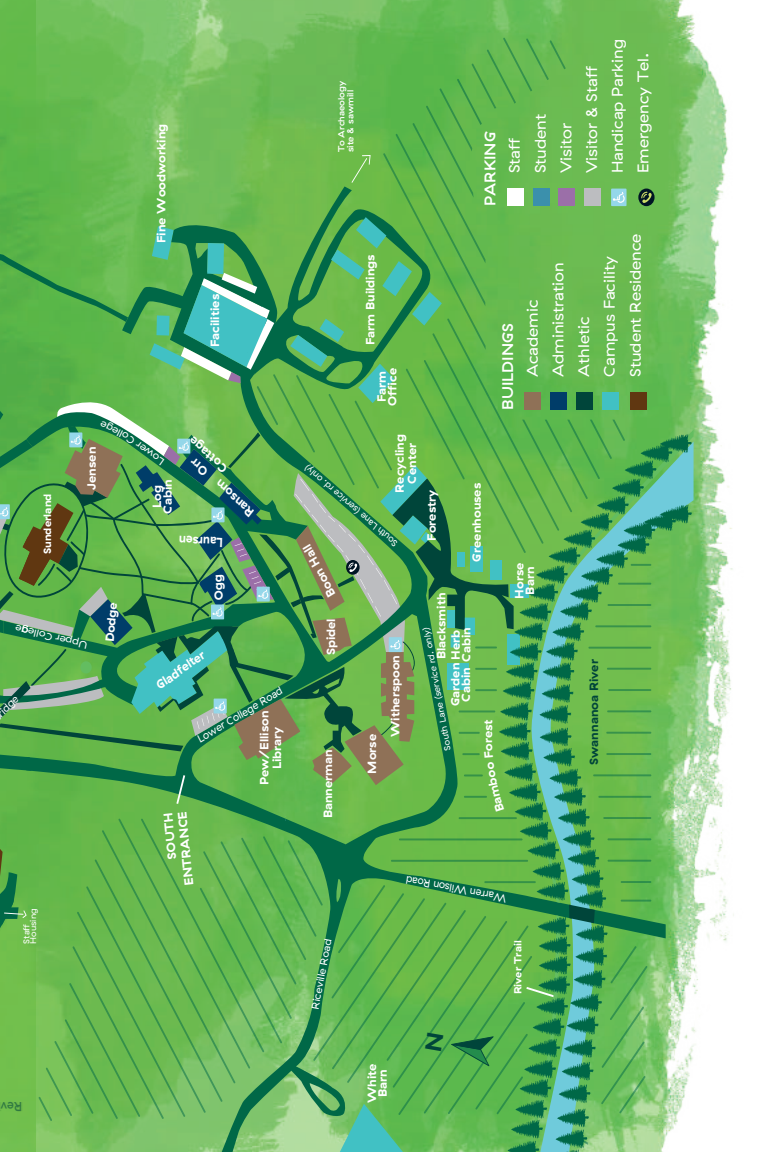 Fine Woodworking
To Archaeology
site & sawmill
Facilities
Farm Buildings
Farm
Office
PARKING
Staff
Student
Visitor
Visitor & Staff
Handicap Parking
Emergency Tel.
BUILDINGS
Academic
Administration
Athletic
Campus Facility
Student Residence
Lower College
Jensen
Orr
Cottage
Log
Cabin
Ransom
Sunderland
Laursen
Ogg
Dodge
Upper College
Boon Hall
South Lane (service rd. only)
Recycling
Center
Forestry
Greenhouses
Horse
Barn
Blacksmith
Garden Herb
Cabin Cabin
Spidel
Gladfelter
Witherspoon
South Lane (service rd. only)
Lower College Road
Pew/Ellison
Library
Bannerman
Morse
Bamboo Forest
Swannanoa River
SOUTH
ENTRANCE
Warren Wilson Road
Staff
Housing
Riceville Road
River Trail
N
White
Barn